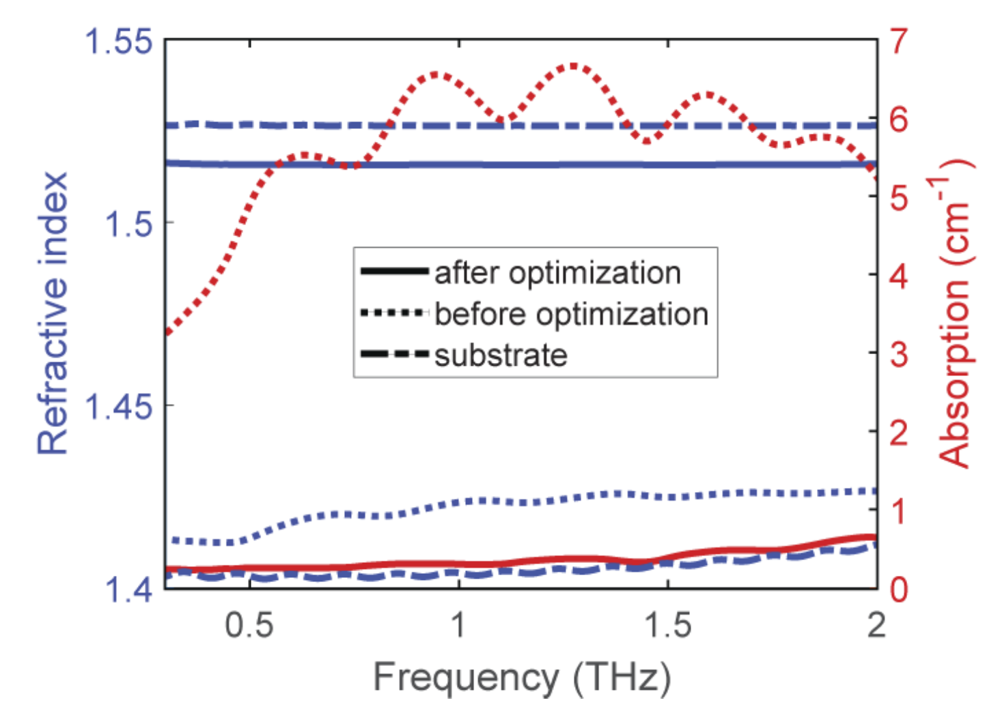 1.55
1.5
1.45
1.4
Refractive index
7
6
5
4
3
2
1
0
Absorption (cm-1)
after optimization
before optimization
substrate
0.5
1
1.5
2
Frequency (THz)